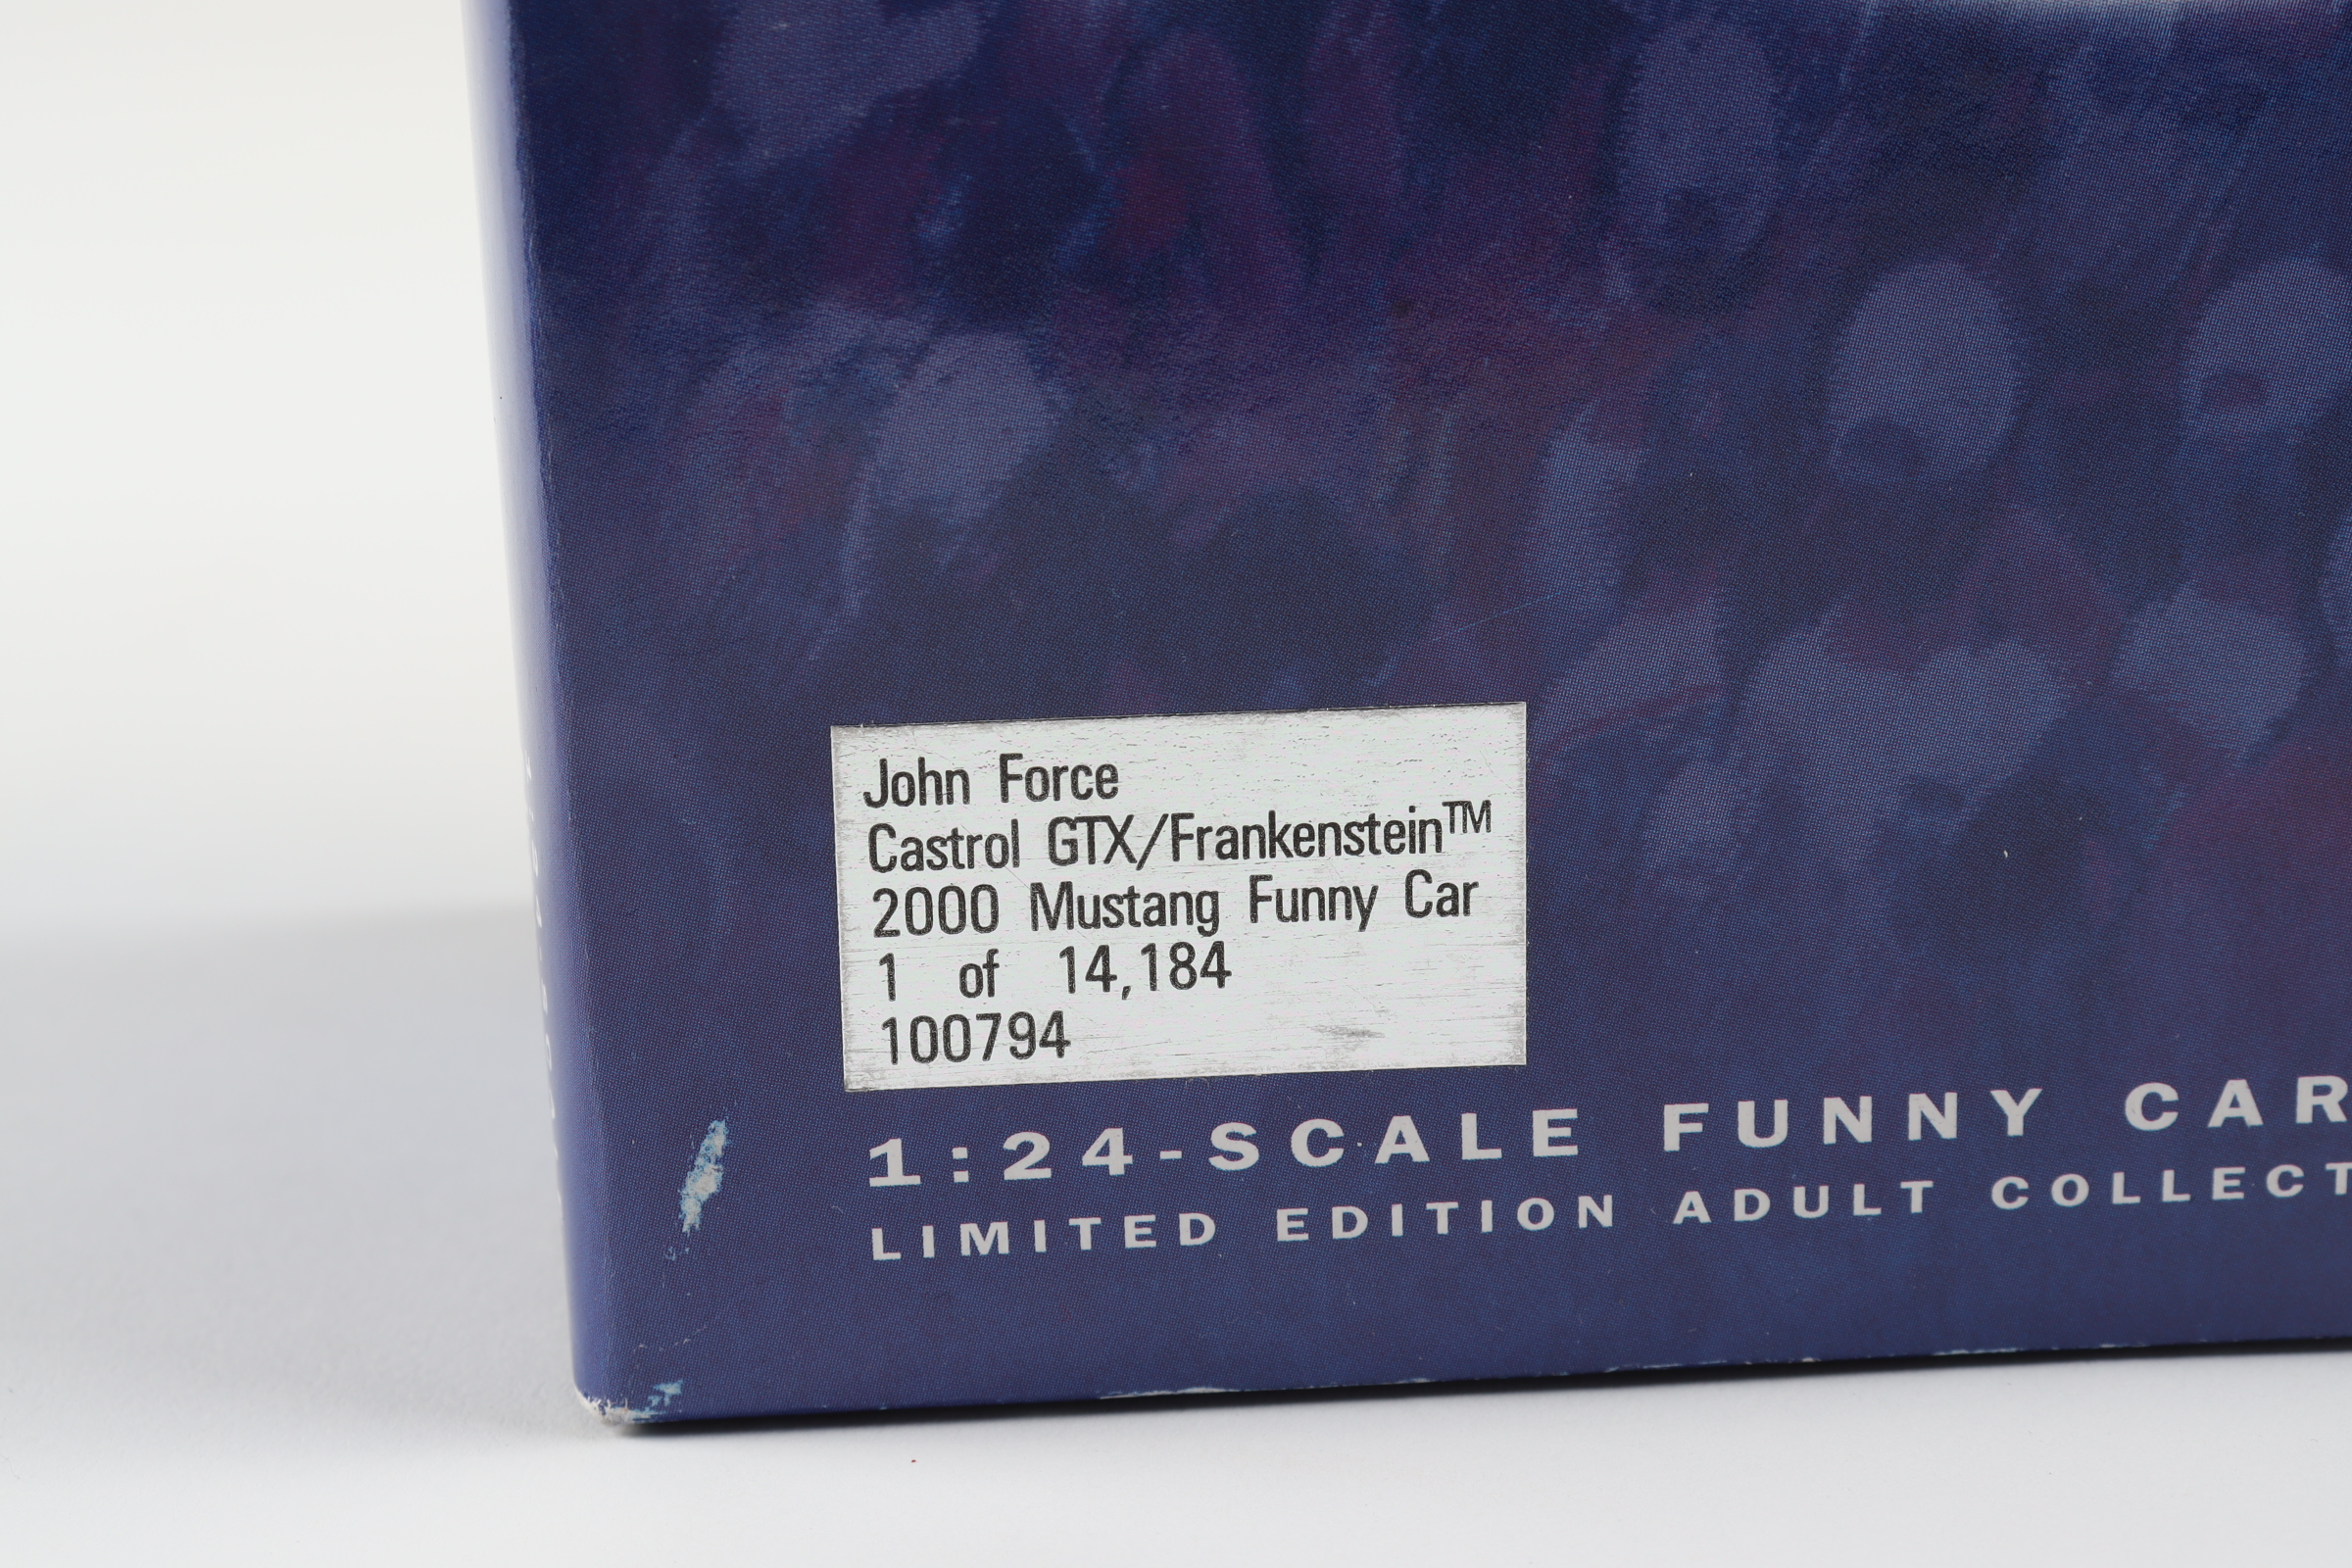 John Force
Castrol GTX/Frankenstein™
2000 Mustang Funny Car
1 of 14,184
100794
1:24-SCALE FUNNY CAR
LIMITED EDITION ADULT COLLECT